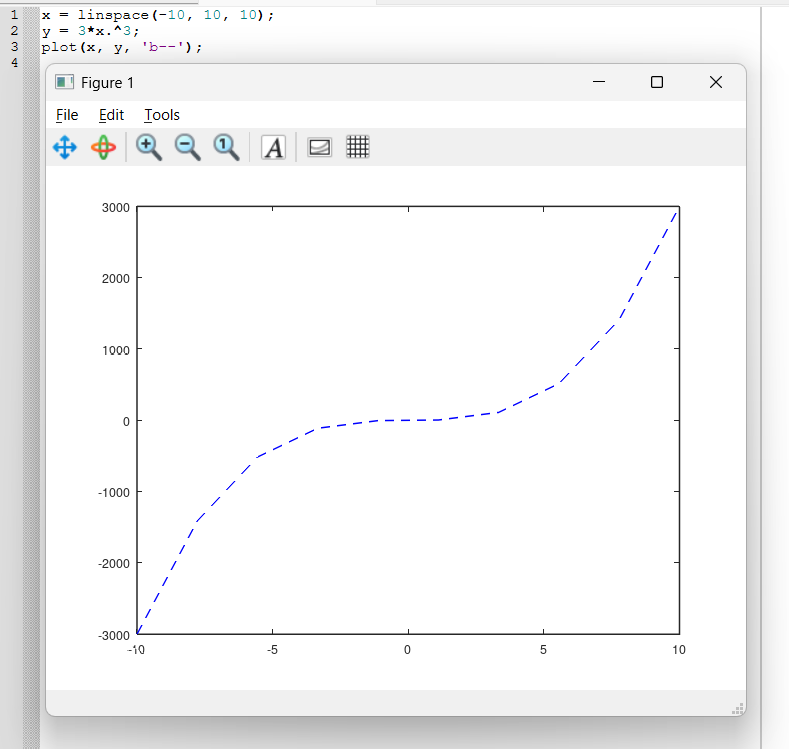 1 x = linspace(-10, 10, 10);
2 y = 3*x.^3;
3 plot(x, y, 'b--');
4
Figure 1
File Edit Tools
1 A
3000
2000
1000
0
-1000
-2000
-3000
-10 -5 0 5 10